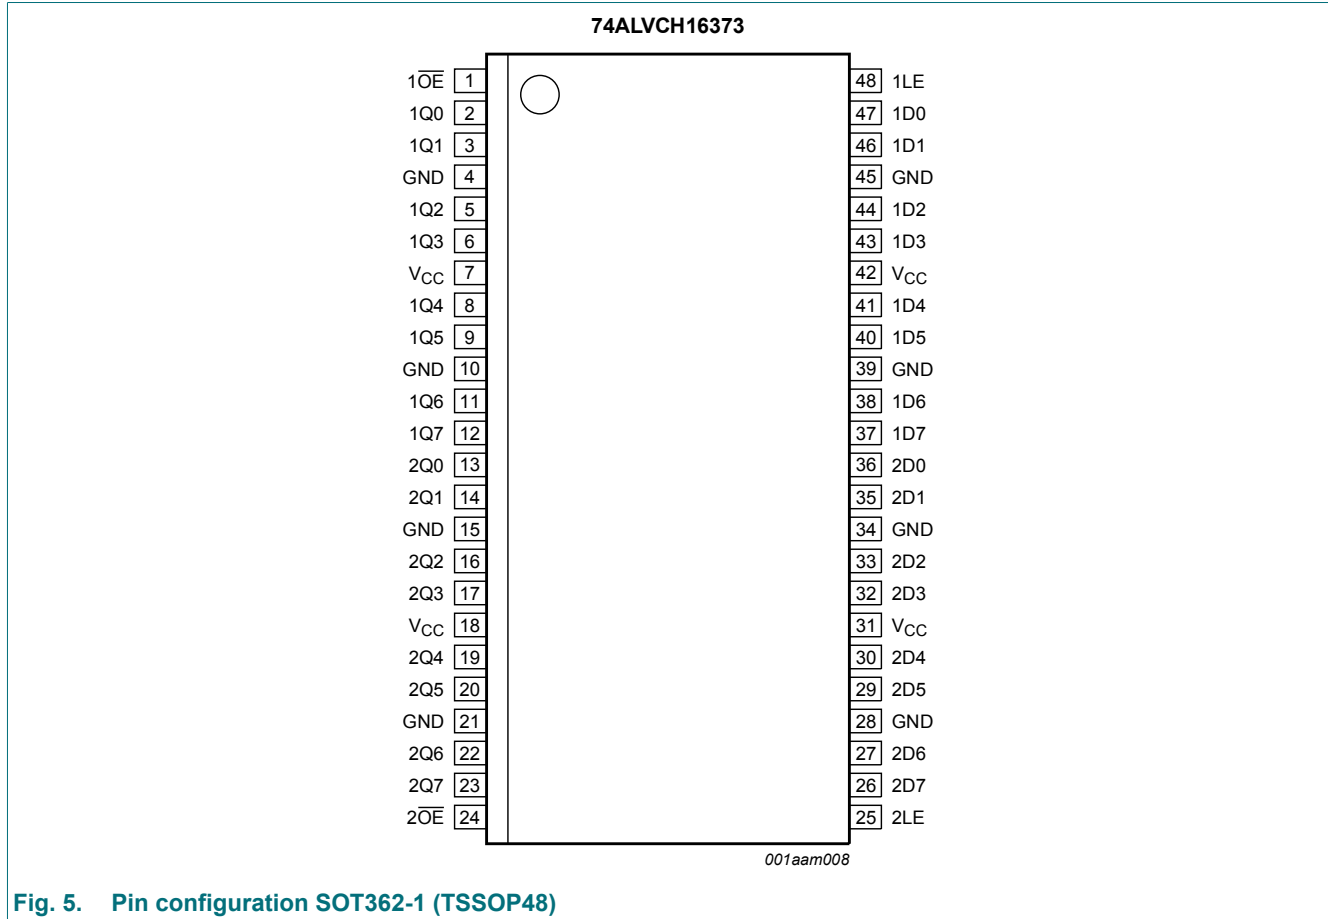 74ALVCH16373
1O̅E̅ 1 48 1LE
1Q0 2 47 1D0
1Q1 3 46 1D1
GND 4 45 GND
1Q2 5 44 1D2
1Q3 6 43 1D3
VCC 7 42 VCC
1Q4 8 41 1D4
1Q5 9 40 1D5
GND 10 39 GND
1Q6 11 38 1D6
1Q7 12 37 1D7
2Q0 13 36 2D0
2Q1 14 35 2D1
GND 15 34 GND
2Q2 16 33 2D2
2Q3 17 32 2D3
VCC 18 31 VCC
2Q4 19 30 2D4
2Q5 20 29 2D5
GND 21 28 GND
2Q6 22 27 2D6
2Q7 23 26 2D7
2O̅E̅ 24 25 2LE
001aam008
Fig. 5. Pin configuration SOT362-1 (TSSOP48)